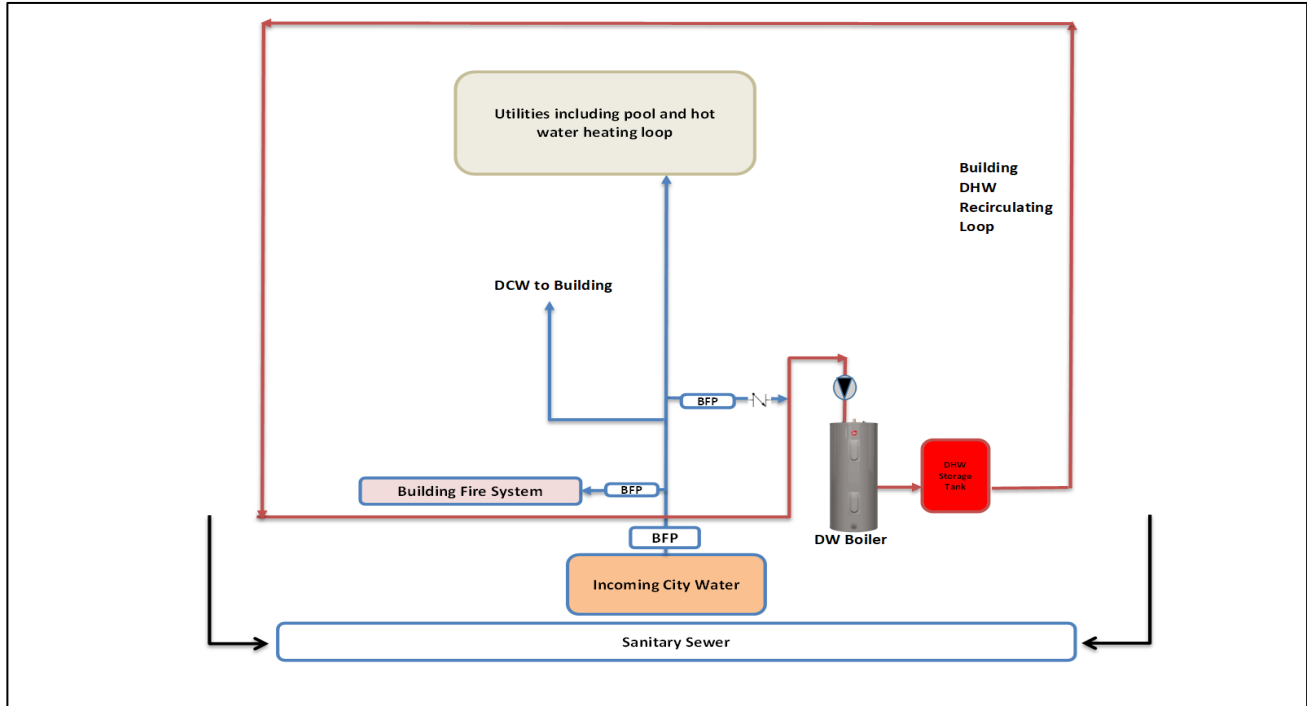 Utilities including pool and hot
water heating loop
Building
DHW
Recirculating
Loop
DCW to Building
BFP
DHW
Storage
Tank
Building Fire System
BFP
BFP
DW Boiler
Incoming City Water
Sanitary Sewer